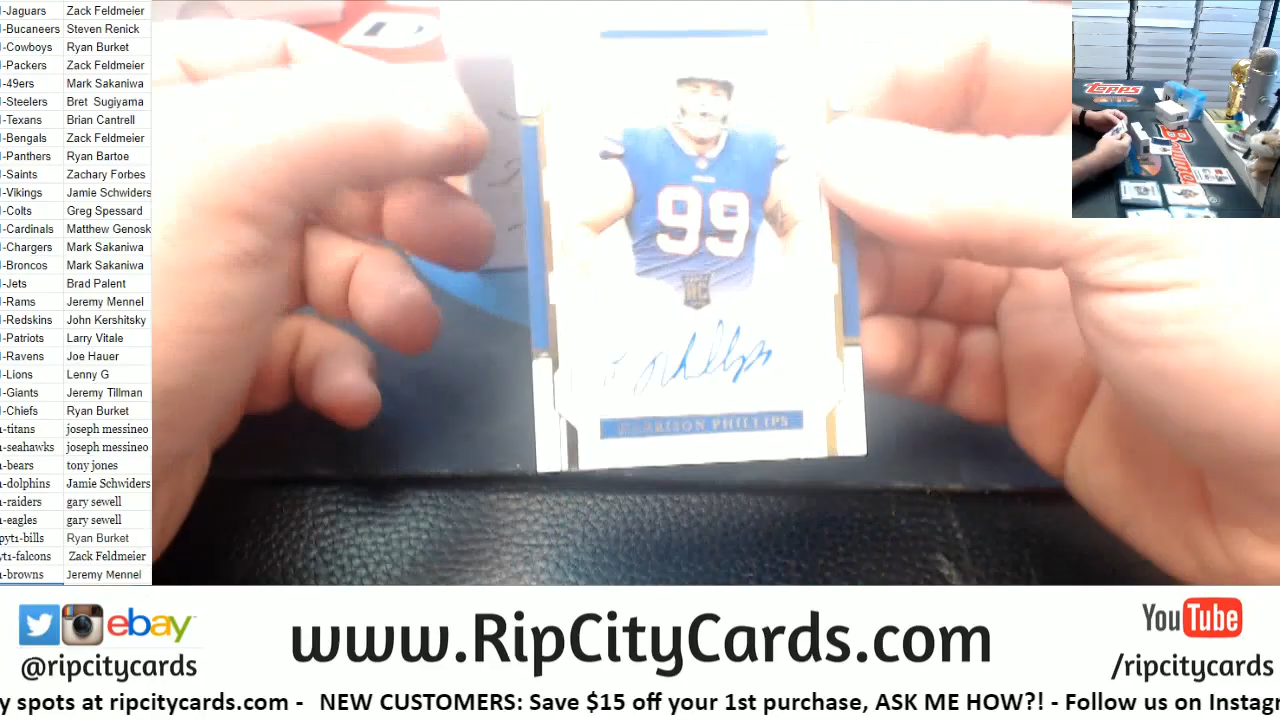 -Jaguars Zack Feldmeier
-Bucaneers Steven Renick
-Cowboys Ryan Burket
-Packers Zack Feldmeier
-49ers Mark Sakaniwa
-Steelers Bret Sugiyama
-Texans Brian Cantrell
-Bengals Zack Feldmeier
-Panthers Ryan Bartoe
-Saints Zachary Forbes
-Vikings Jamie Schwiders
-Colts Greg Spessard
-Cardinals Matthew Genosk
-Chargers Mark Sakaniwa
-Broncos Mark Sakaniwa
-Jets Brad Palent
-Rams Jeremy Mennel
-Redskins John Kershitsky
-Patriots Larry Vitale
-Ravens Joe Hauer
-Lions Lenny G
-Giants Jeremy Tillman
-Chiefs Ryan Burket
-titans joseph messineo
-seahawks joseph messineo
-bears tony jones
-dolphins Jamie Schwiders
-raiders gary sewell
-eagles gary sewell
pyt1-bills Ryan Burket
yt1-falcons Zack Feldmeier
-browns Jeremy Mennel
99
RC
Phillips
HARRISON PHILLIPS
Topps
ebay
@ripcitycards
www.RipCityCards.com
YouTube
/ripcitycards
y spots at ripcitycards.com - NEW CUSTOMERS: Save $15 off your 1st purchase, ASK ME HOW?! - Follow us on Instag